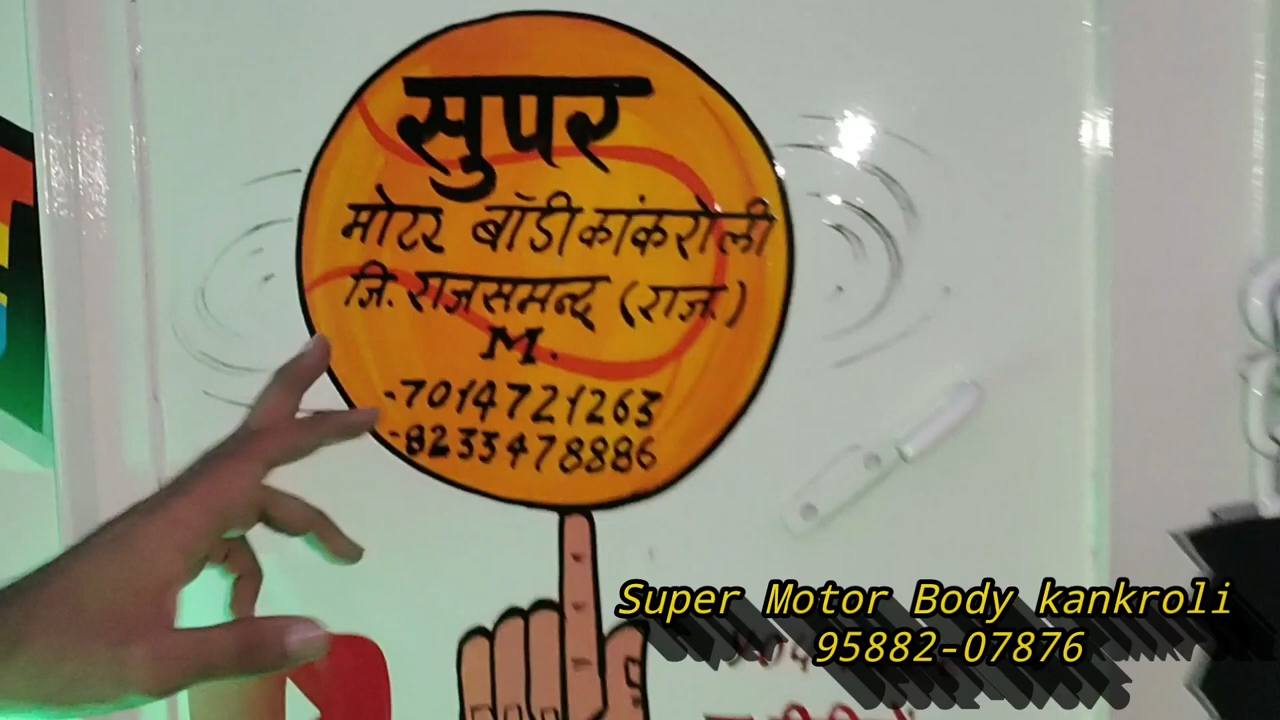 सुपर
मोटर बॉडी कांकरोली
जि. राजसमन्द (राज.)
M.
-7014721263
-8233478886
Super Motor Body kankroli
95882-07876